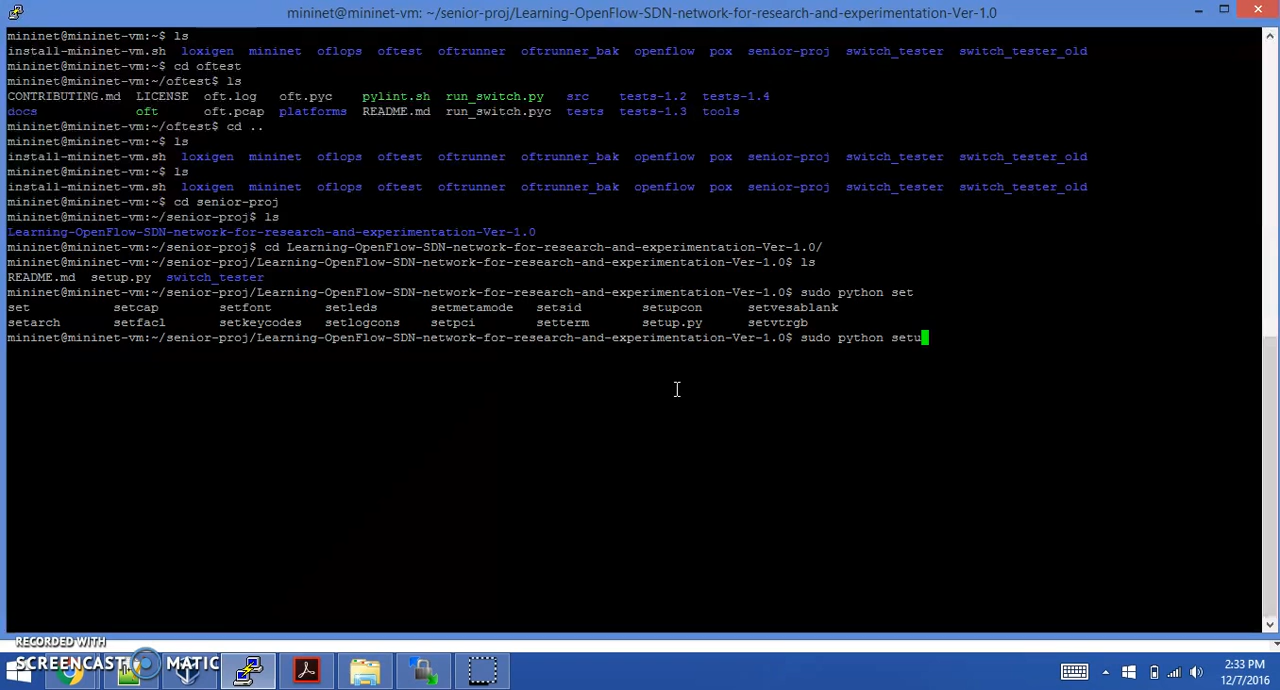 mininet@mininet-vm: ~/senior-proj/Learning-OpenFlow-SDN-network-for-research-and-experimentation-Ver-1.0
mininet@mininet-vm:~$ ls
install-mininet-vm.sh loxigen mininet oflops oftest oftrunner oftrunner_bak openflow pox senior-proj switch_tester switch_tester_old
mininet@mininet-vm:~$ cd oftest
mininet@mininet-vm:~/oftest$ ls
CONTRIBUTING.md LICENSE oft.log oft.pyc pylint.sh run_switch.py src tests-1.2 tests-1.4
docs oft oft.pcap platforms README.md run_switch.pyc tests tests-1.3 tools
mininet@mininet-vm:~/oftest$ cd ..
mininet@mininet-vm:~$ ls
install-mininet-vm.sh loxigen mininet oflops oftest oftrunner oftrunner_bak openflow pox senior-proj switch_tester switch_tester_old
mininet@mininet-vm:~$ ls
install-mininet-vm.sh loxigen mininet oflops oftest oftrunner oftrunner_bak openflow pox senior-proj switch_tester switch_tester_old
mininet@mininet-vm:~$ cd senior-proj
mininet@mininet-vm:~/senior-proj$ ls
Learning-OpenFlow-SDN-network-for-research-and-experimentation-Ver-1.0
mininet@mininet-vm:~/senior-proj$ cd Learning-OpenFlow-SDN-network-for-research-and-experimentation-Ver-1.0/
mininet@mininet-vm:~/senior-proj/Learning-OpenFlow-SDN-network-for-research-and-experimentation-Ver-1.0$ ls
README.md setup.py switch_tester
mininet@mininet-vm:~/senior-proj/Learning-OpenFlow-SDN-network-for-research-and-experimentation-Ver-1.0$ sudo python set
set setcap setfont setleds setmetamode setsid setupcon setvesablank
setarch setfacl setkeycodes setlogcons setpci setterm setup.py setvtrgb
mininet@mininet-vm:~/senior-proj/Learning-OpenFlow-SDN-network-for-research-and-experimentation-Ver-1.0$ sudo python setu
RECORDED WITH
SCREENCAST MATIC
2:33 PM
12/7/2016